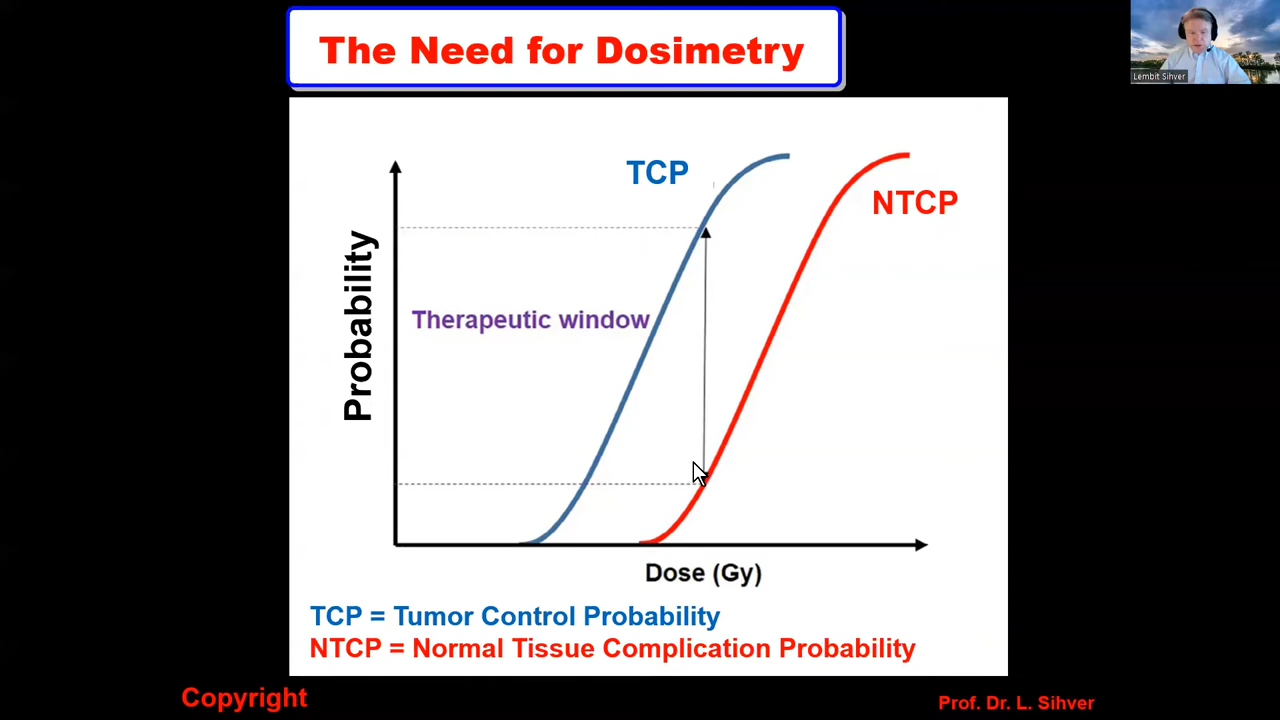 The Need for Dosimetry
Lembit Sihver
TCP
NTCP
Probability
Therapeutic window
Dose (Gy)
TCP = Tumor Control Probability
NTCP = Normal Tissue Complication Probability
Copyright
Prof. Dr. L. Sihver